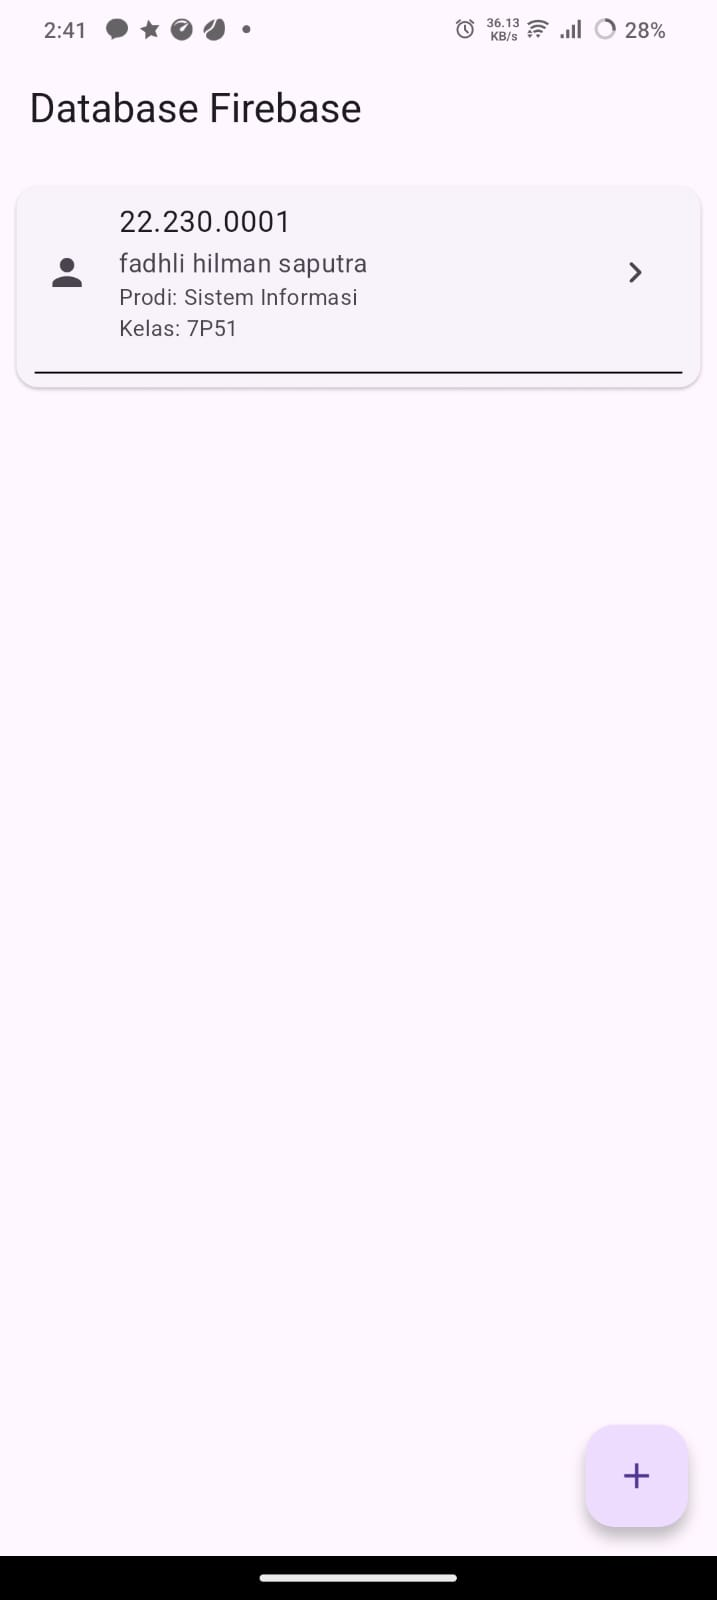 2:41 36.13 KB/s 28%
Database Firebase
22.230.0001
fadhli hilman saputra
Prodi: Sistem Informasi
Kelas: 7P51
+